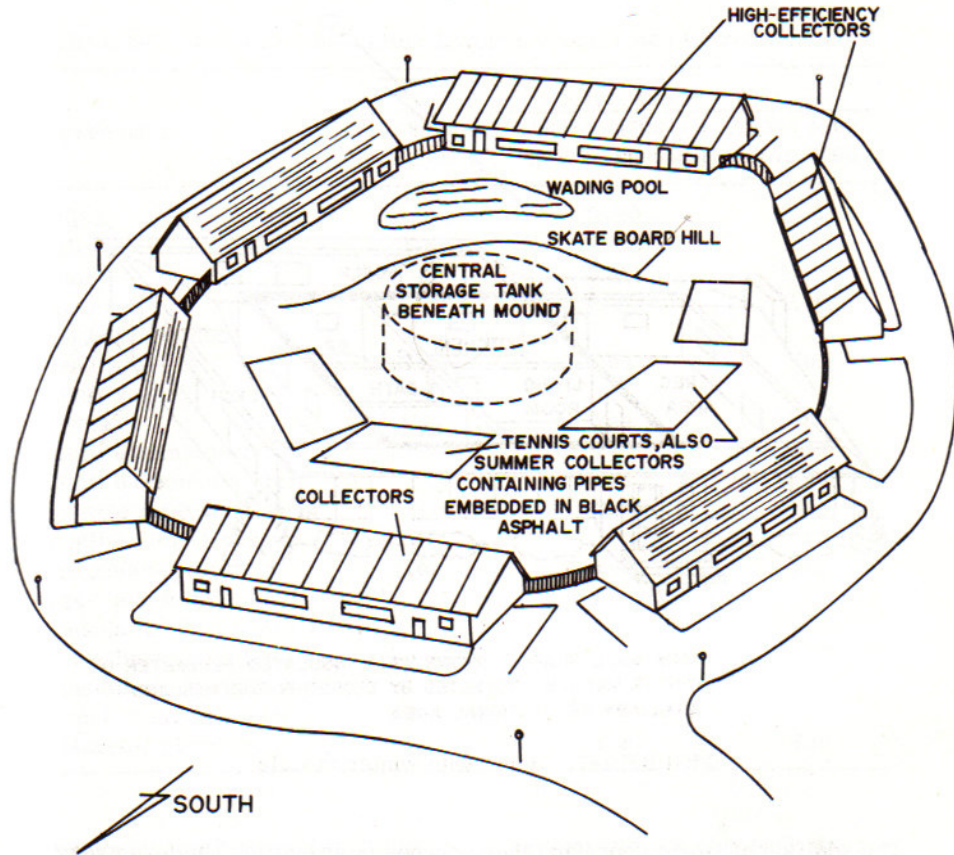 HIGH-EFFICIENCY
COLLECTORS
WADING POOL
SKATE BOARD HILL
CENTRAL
STORAGE TANK
BENEATH MOUND
TENNIS COURTS, ALSO
SUMMER COLLECTORS
CONTAINING PIPES
EMBEDDED IN BLACK
ASPHALT
COLLECTORS
SOUTH